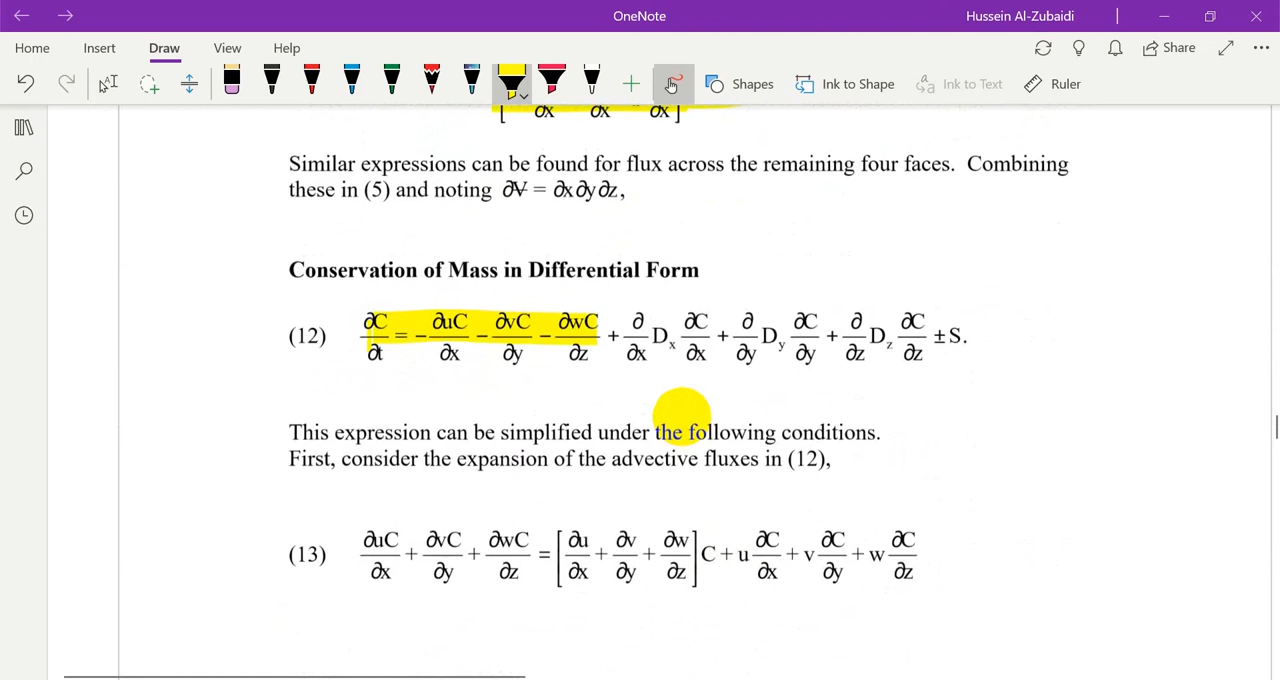 OneNote
Hussein Al-Zubaidi
Home Insert Draw View Help
Share
Shapes Ink to Shape Ink to Text Ruler
[ ∂x ∂x ∂x ]
Similar expressions can be found for flux across the remaining four faces. Combining
these in (5) and noting ∂V̶ = ∂x∂y∂z,
Conservation of Mass in Differential Form
(12) ∂C/∂t = − ∂uC/∂x − ∂vC/∂y − ∂wC/∂z + ∂/∂x Dₓ ∂C/∂x + ∂/∂y D_y ∂C/∂y + ∂/∂z D_z ∂C/∂z ± S.
This expression can be simplified under the following conditions.
First, consider the expansion of the advective fluxes in (12),
(13) ∂uC/∂x + ∂vC/∂y + ∂wC/∂z = [∂u/∂x + ∂v/∂y + ∂w/∂z] C + u ∂C/∂x + v ∂C/∂y + w ∂C/∂z